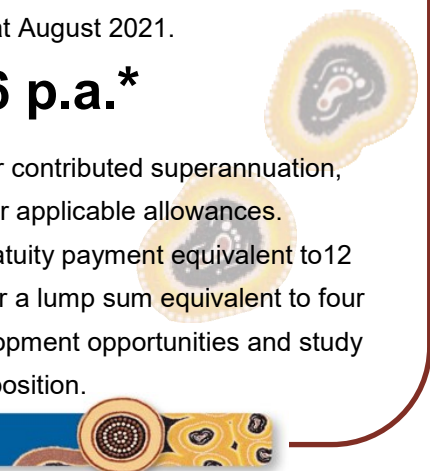 at August 2021.
6 p.a.*
r contributed superannuation,
r applicable allowances.
atuity payment equivalent to12
r a lump sum equivalent to four
opment opportunities and study
position.